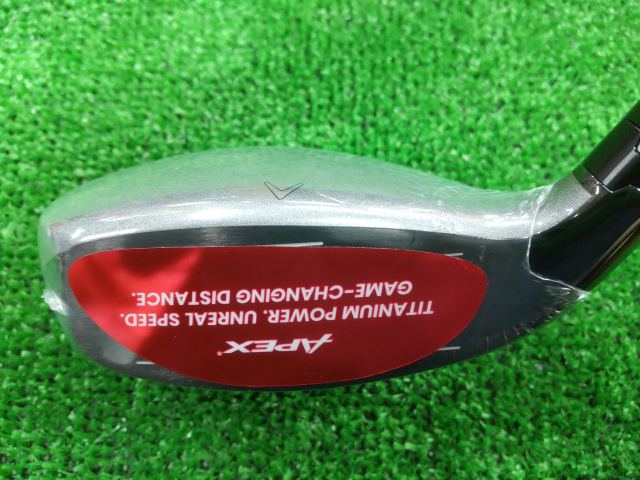 APEX®
TITANIUM POWER. UNREAL SPEED.
GAME-CHANGING DISTANCE.